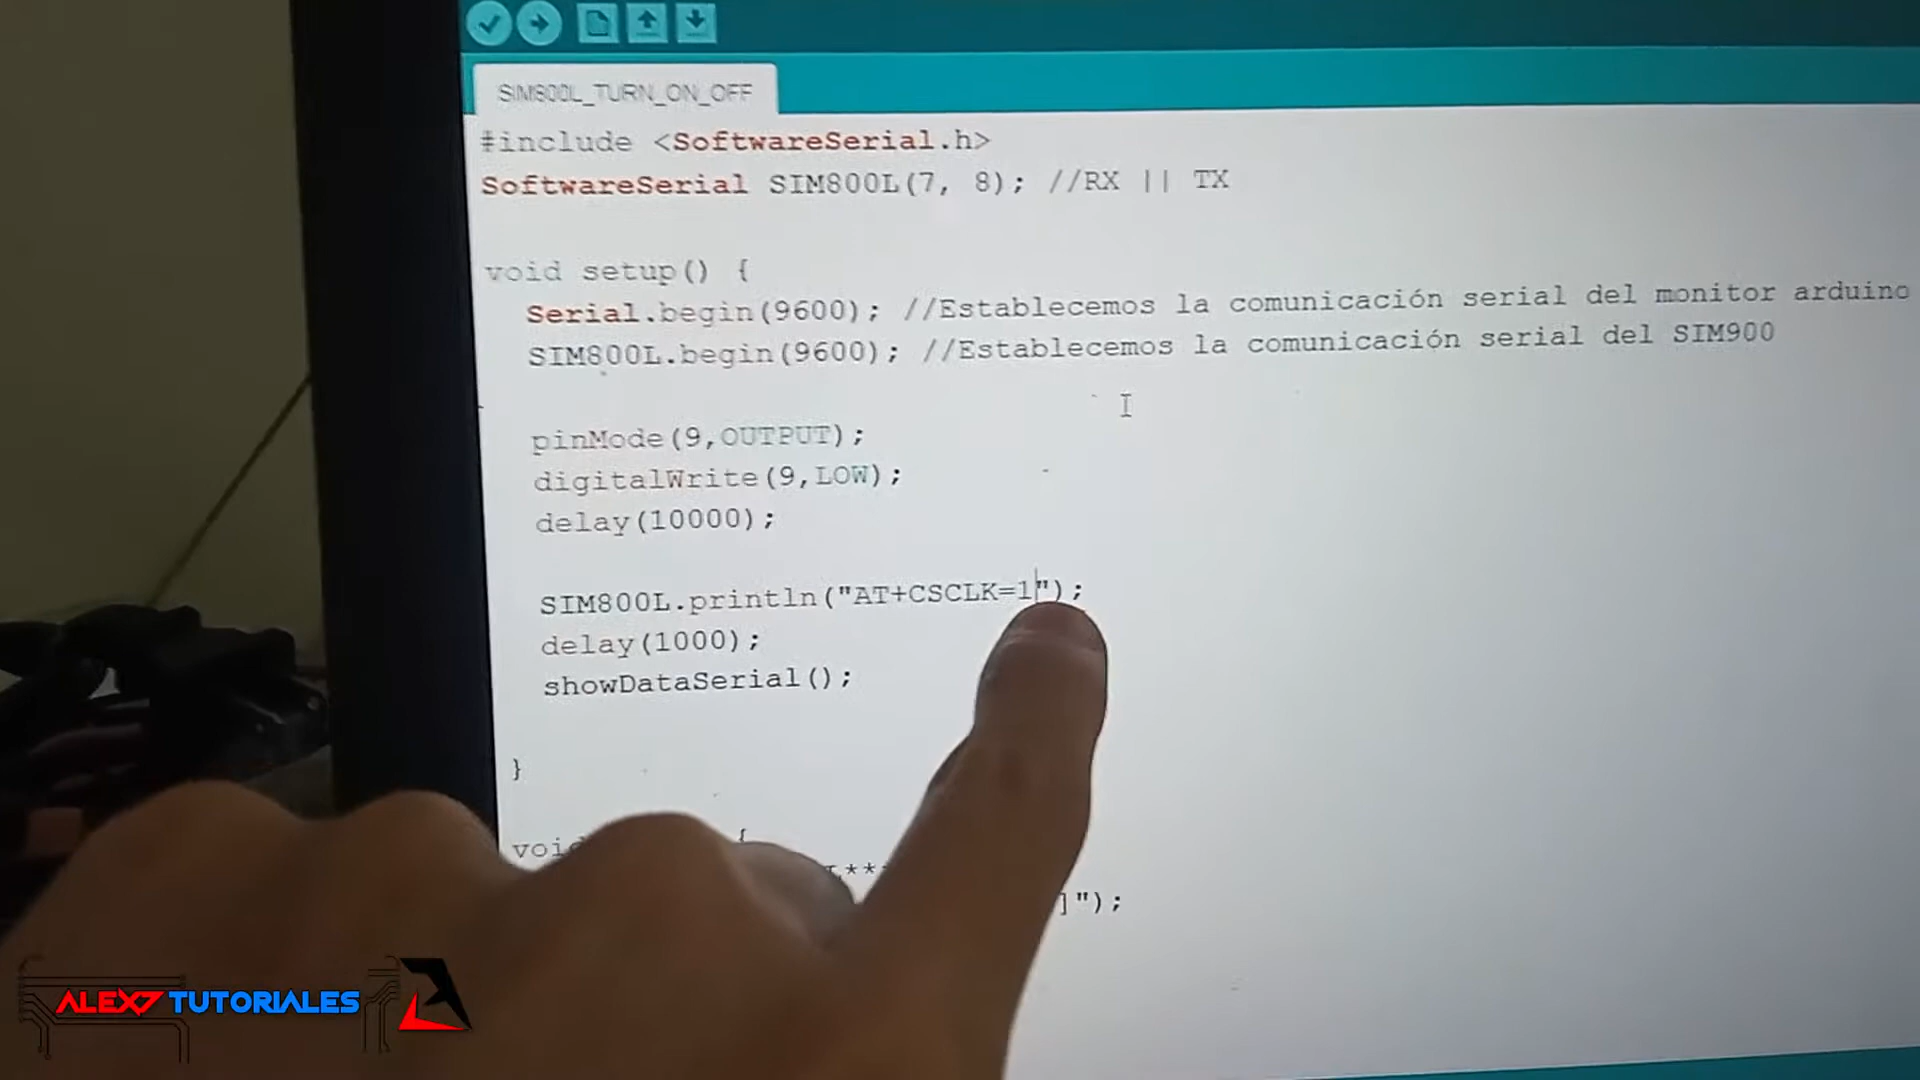 SIM800L_TURN_ON_OFF
#include <SoftwareSerial.h>
SoftwareSerial SIM800L(7, 8); //RX || TX
void setup() {
Serial.begin(9600); //Establecemos la comunicación serial del monitor arduino
SIM800L.begin(9600); //Establecemos la comunicación serial del SIM900
pinMode(9,OUTPUT);
digitalWrite(9,LOW);
delay(10000);
SIM800L.println("AT+CSCLK=1");
delay(1000);
showDataSerial();
}
void {
**
]");
ALEX7 TUTORIALES